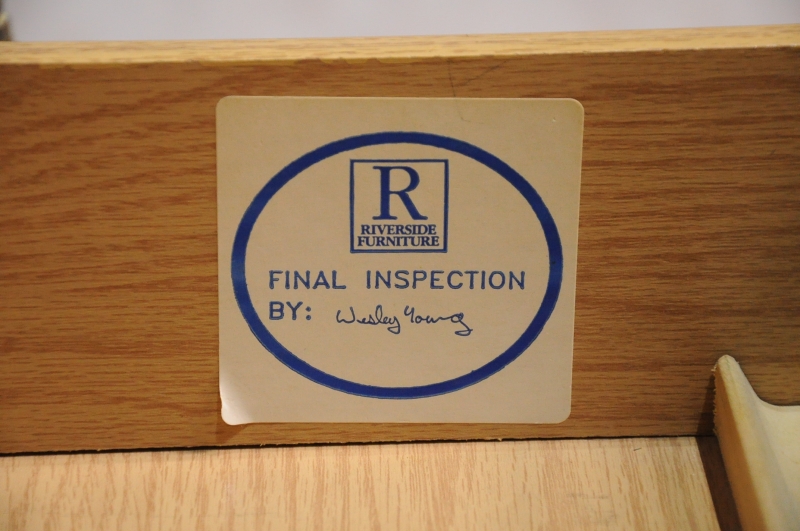 R
RIVERSIDE
FURNITURE
FINAL INSPECTION
BY: Wesley Young